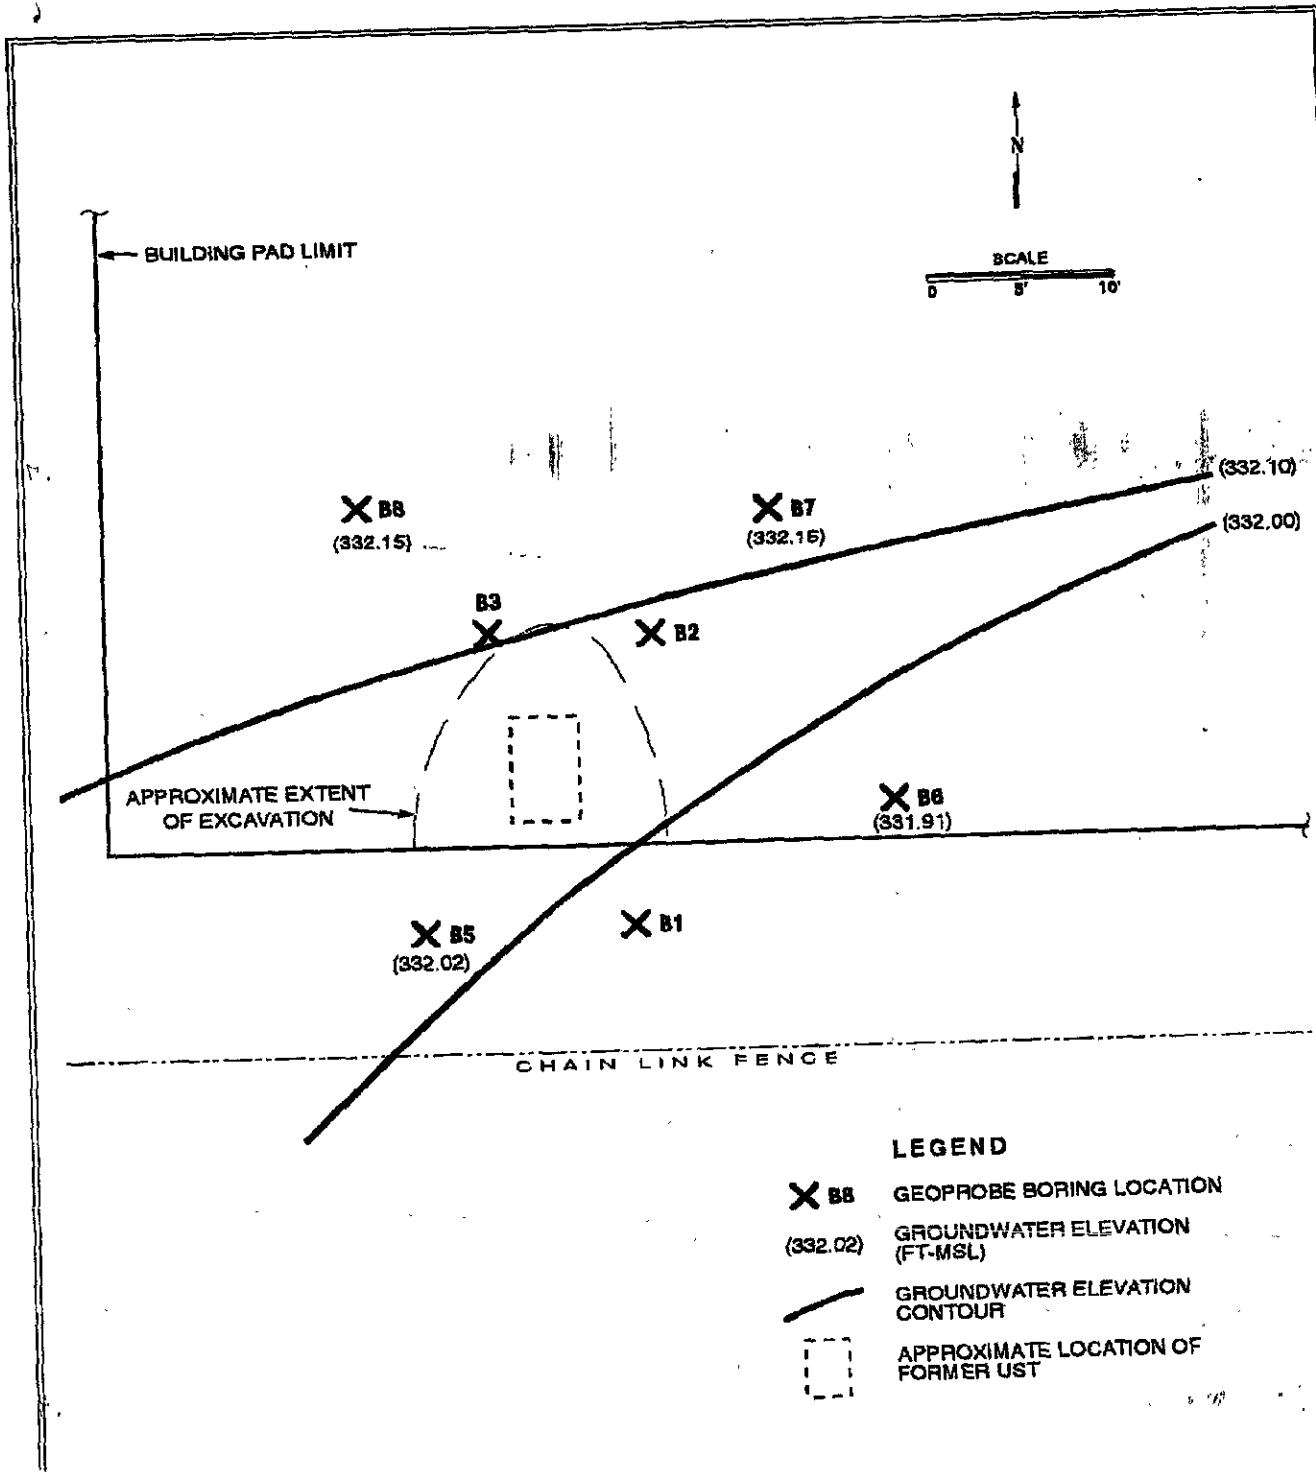 N
SCALE
0 5' 10'
BUILDING PAD LIMIT
(332.10)
(332.00)
B8
(332.15)
B7
(332.15)
B3
B2
APPROXIMATE EXTENT
OF EXCAVATION
B6
(331.91)
B5
(332.02)
B1
CHAIN LINK FENCE
LEGEND
B8 GEOPROBE BORING LOCATION
(332.02) GROUNDWATER ELEVATION
(FT-MSL)
GROUNDWATER ELEVATION
CONTOUR
APPROXIMATE LOCATION OF
FORMER UST